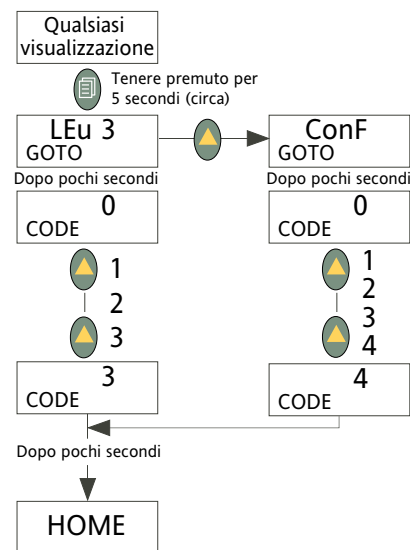 Qualsiasi
visualizzazione
Tenere premuto per
5 secondi (circa)
LEu 3
GOTO
ConF
GOTO
Dopo pochi secondi
Dopo pochi secondi
0
CODE
0
CODE
1
2
3
1
2
3
4
3
CODE
4
CODE
Dopo pochi secondi
HOME